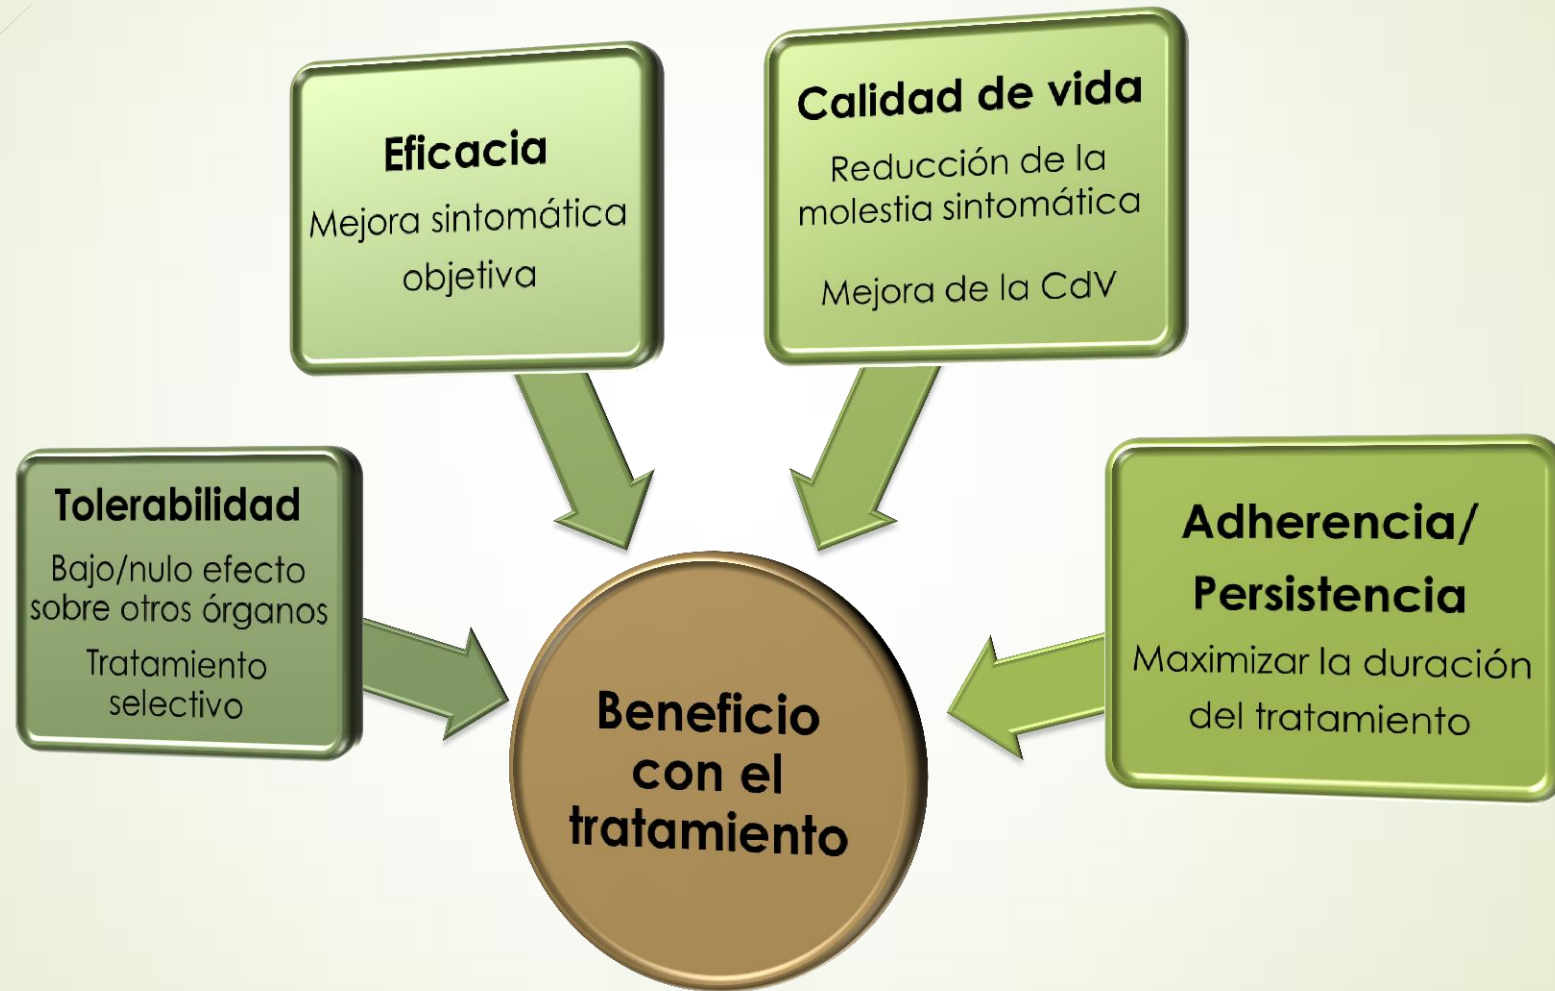 Eficacia
Mejora sintomática
objetiva
Calidad de vida
Reducción de la
molestia sintomática
Mejora de la CdV
Tolerabilidad
Bajo/nulo efecto
sobre otros órganos
Tratamiento
selectivo
Adherencia/
Persistencia
Maximizar la duración
del tratamiento
Beneficio
con el
tratamiento